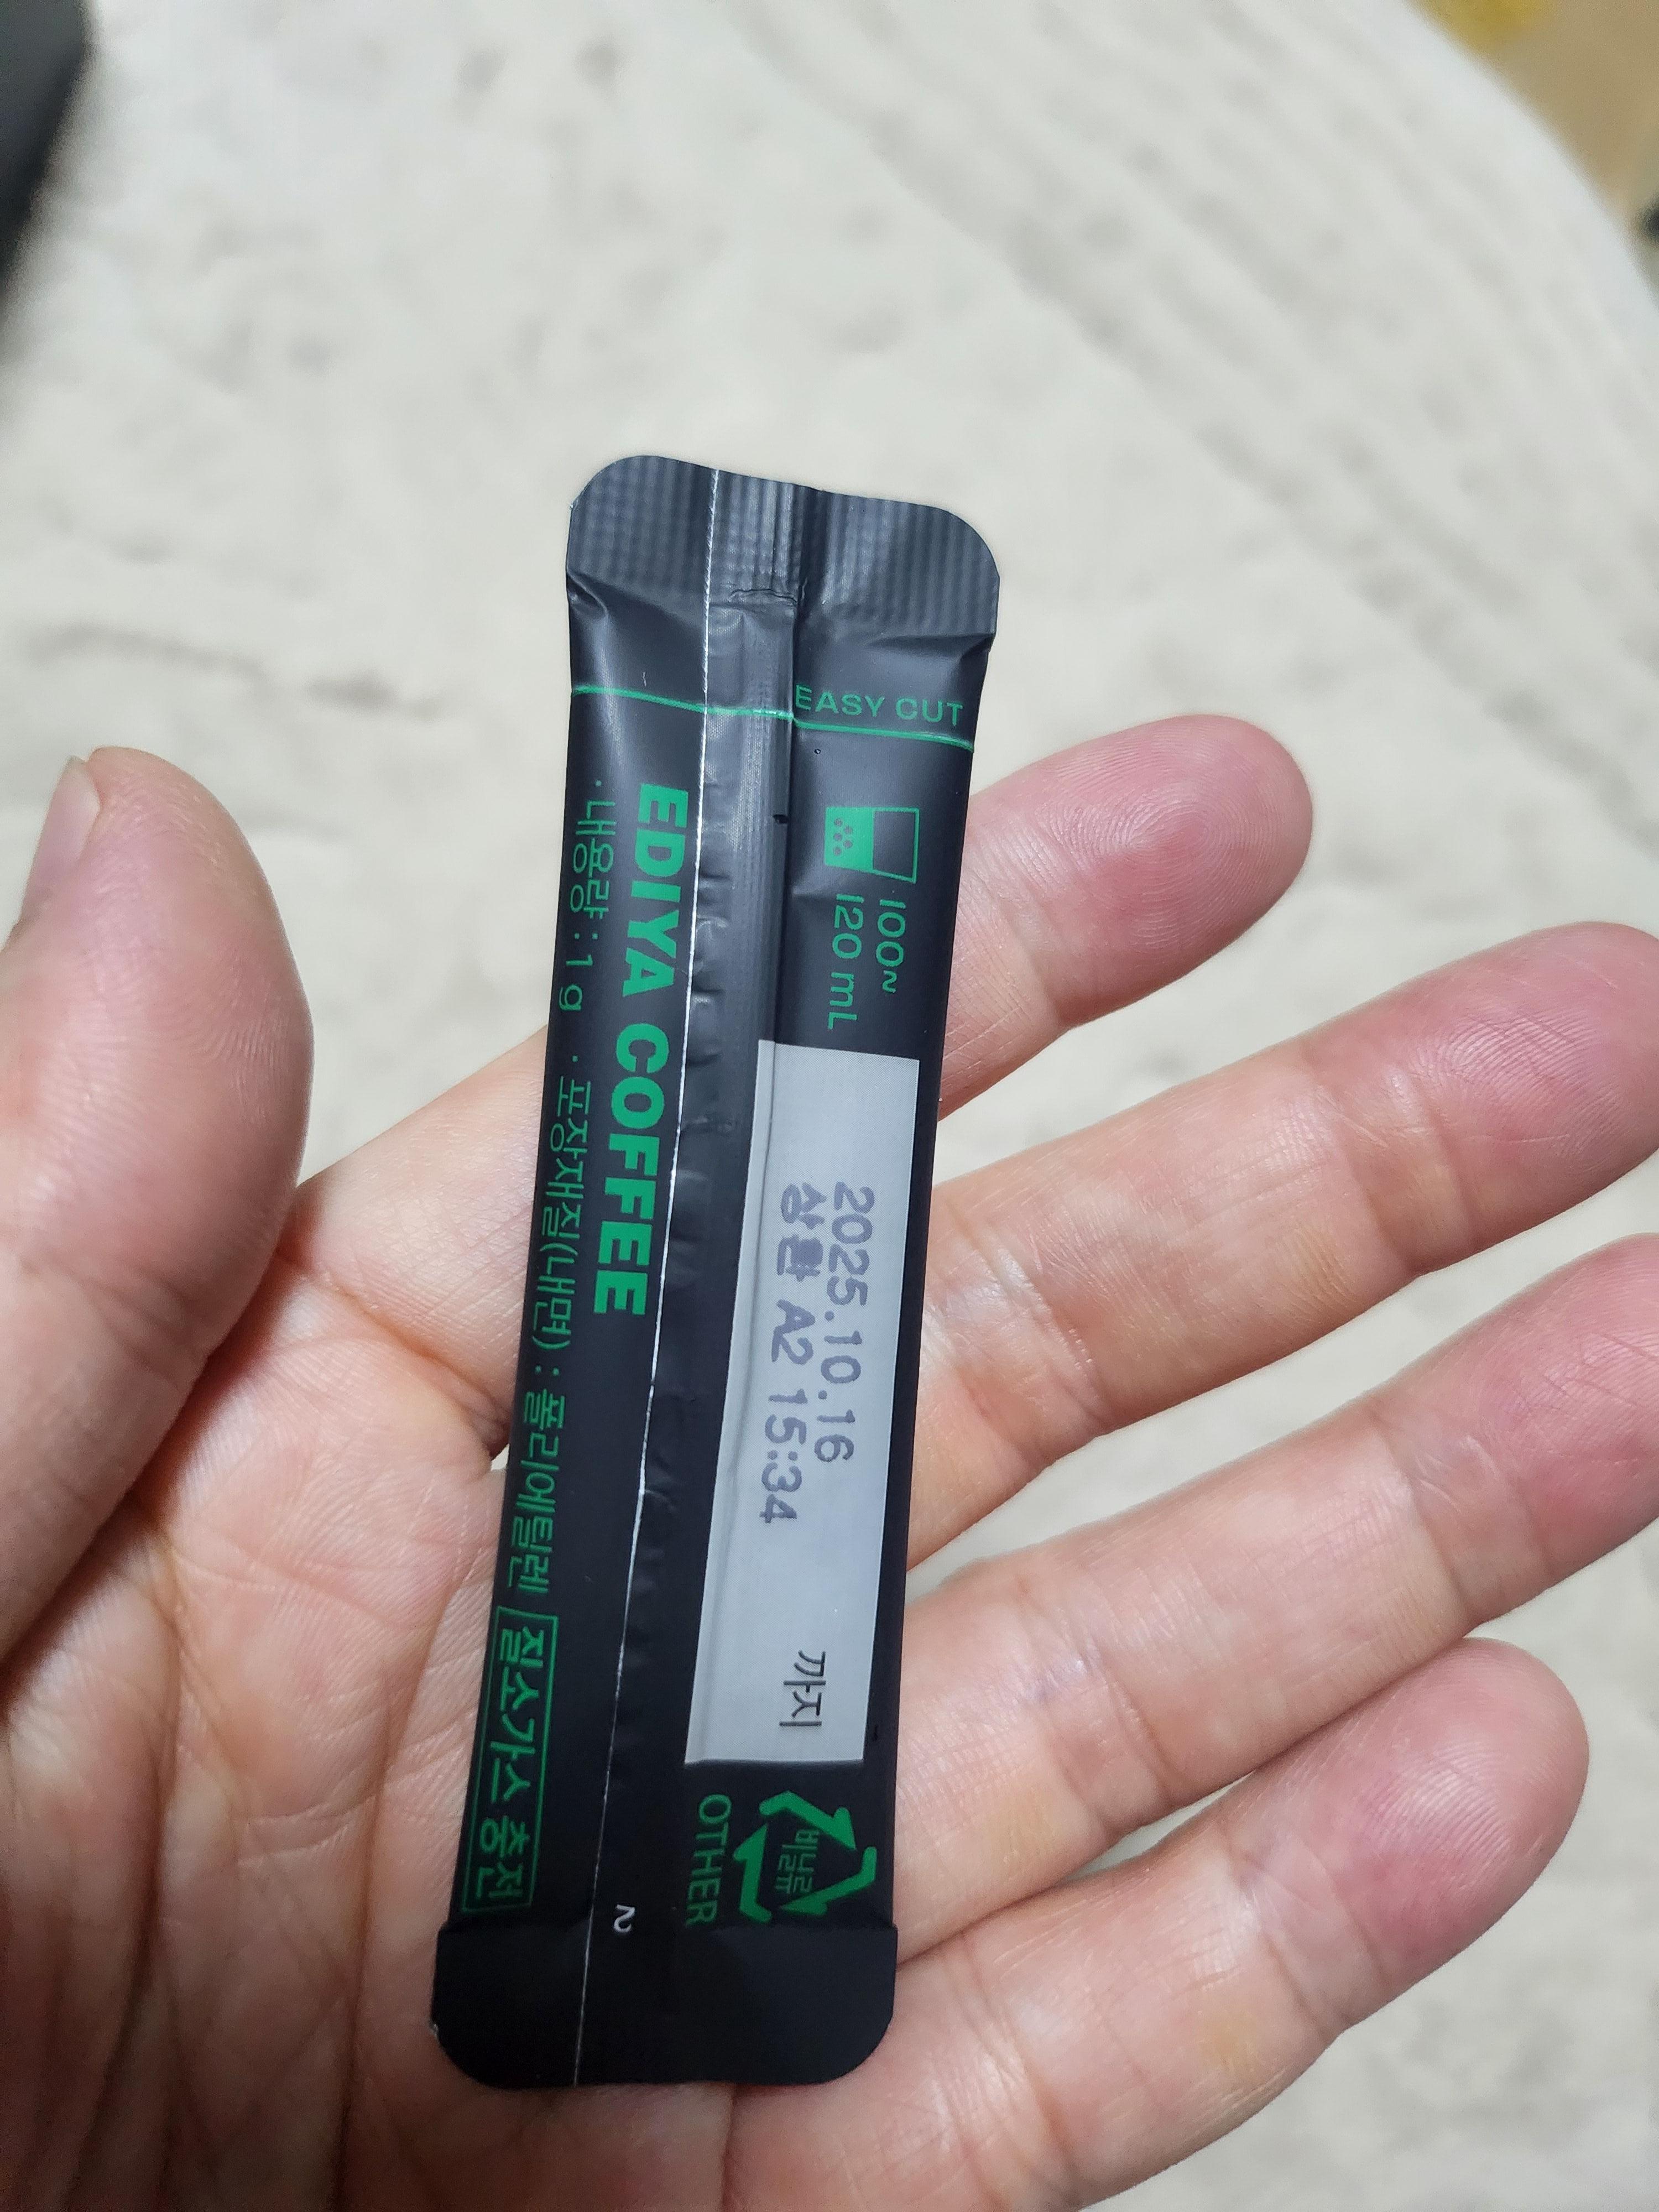 EASY CUT
100~
120 mL
2025.10.16
A2 15:34
까지
비닐류
OTHER
EDIYA COFFEE
· 내용량 : 1 g · 포장재질(내면) : 폴리에틸렌 질소가스 충전
2